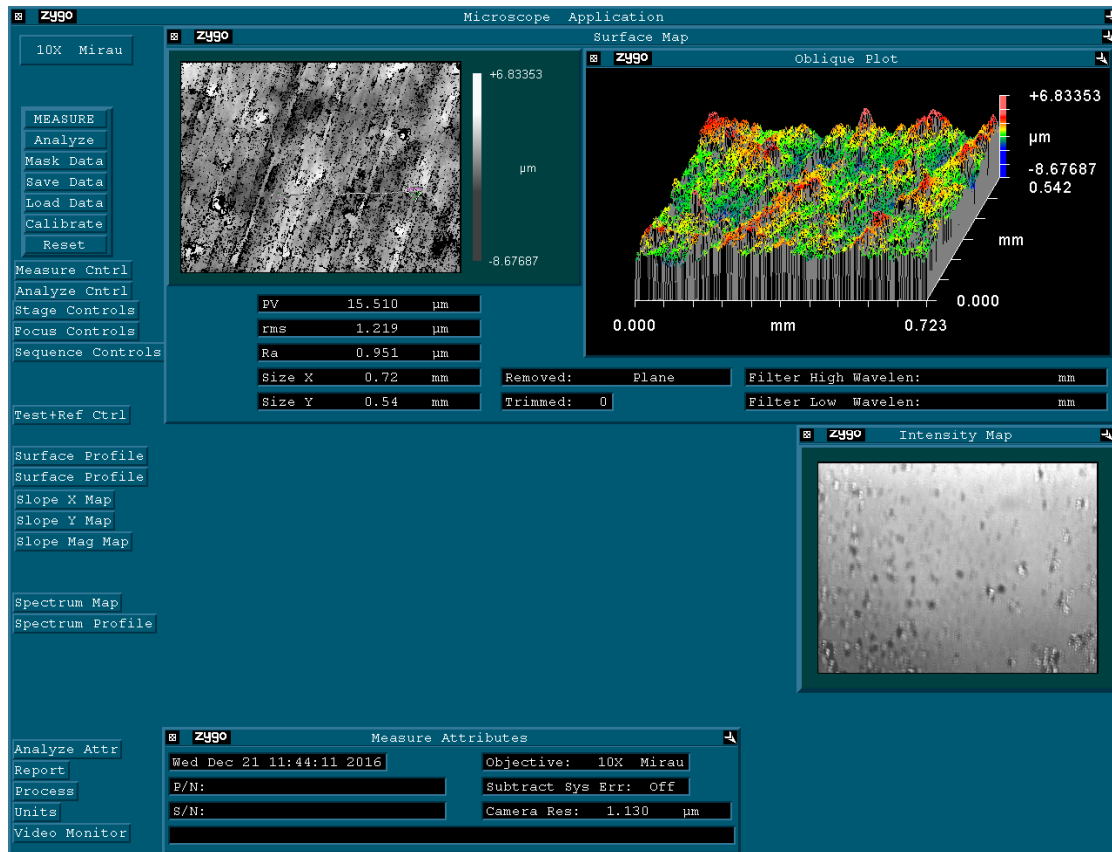 zygo Microscope Application
10X Mirau
MEASURE
Analyze
Mask Data
Save Data
Load Data
Calibrate
Reset
Measure Cntrl
Analyze Cntrl
Stage Controls
Focus Controls
Sequence Controls
Test+Ref Ctrl
Surface Profile
Surface Profile
Slope X Map
Slope Y Map
Slope Mag Map
Spectrum Map
Spectrum Profile
Analyze Attr
Report
Process
Units
Video Monitor
zygo Surface Map
+6.83353
µm
-8.67687
PV 15.510 µm
rms 1.219 µm
Ra 0.951 µm
Size X 0.72 mm
Size Y 0.54 mm
Removed: Plane
Trimmed: 0
Filter High Wavelen: mm
Filter Low Wavelen: mm
zygo Oblique Plot
+6.83353
µm
-8.67687
0.542
mm
0.000
0.000 mm 0.723
zygo Intensity Map
zygo Measure Attributes
Wed Dec 21 11:44:11 2016
P/N:
S/N:
Objective: 10X Mirau
Subtract Sys Err: Off
Camera Res: 1.130 µm